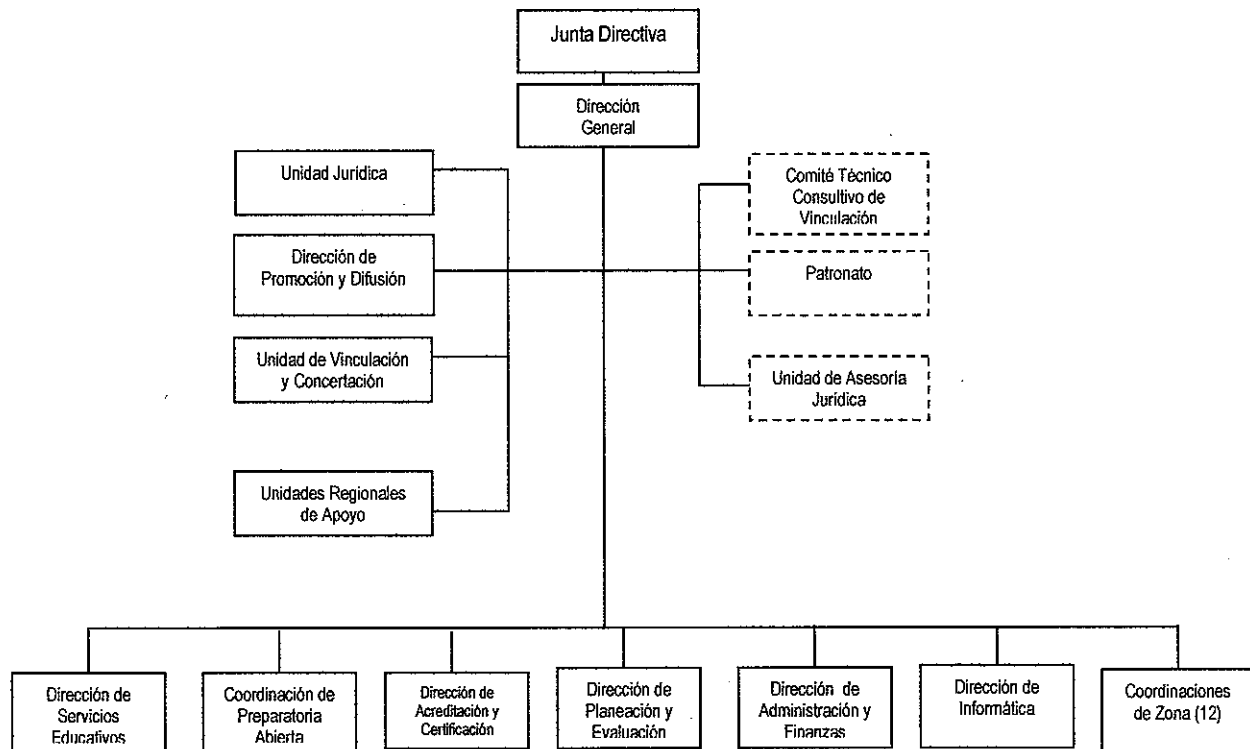 Junta Directiva
Dirección
General
Unidad Jurídica
Comité Técnico
Consultivo de
Vinculación
Dirección de
Promoción y Difusión
Patronato
Unidad de Vinculación
y Concertación
Unidad de Asesoría
Jurídica
Unidades Regionales
de Apoyo
Dirección de
Servicios
Educativos
Coordinación de
Preparatoria
Abierta
Dirección de
Acreditación y
Certificación
Dirección de
Planeación y
Evaluación
Dirección de
Administración y
Finanzas
Dirección de
Informática
Coordinaciones
de Zona (12)